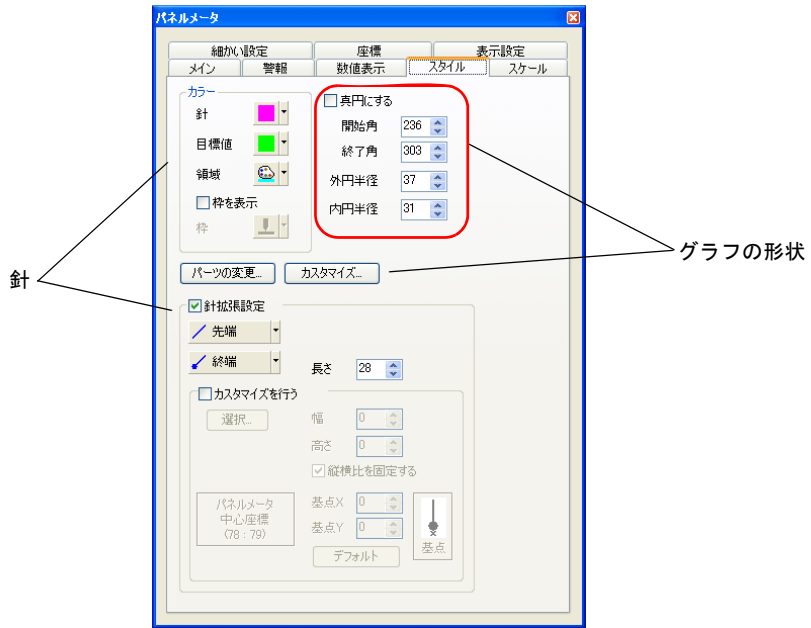 パネルメータ
細かい設定 座標 表示設定
メイン 警報 数値表示 スタイル スケール
カラー
針
目標値
領域
枠を表示
枠
真円にする
開始角 236
終了角 303
外円半径 37
内円半径 31
グラフの形状
針
パーツの変更... カスタマイズ...
針拡張設定
先端
終端
長さ 28
カスタマイズを行う
選択...
幅 0
高さ 0
縦横比を固定する
パネルメータ
中心座標
(78 : 79)
基点X 0
基点Y 0
デフォルト
基点